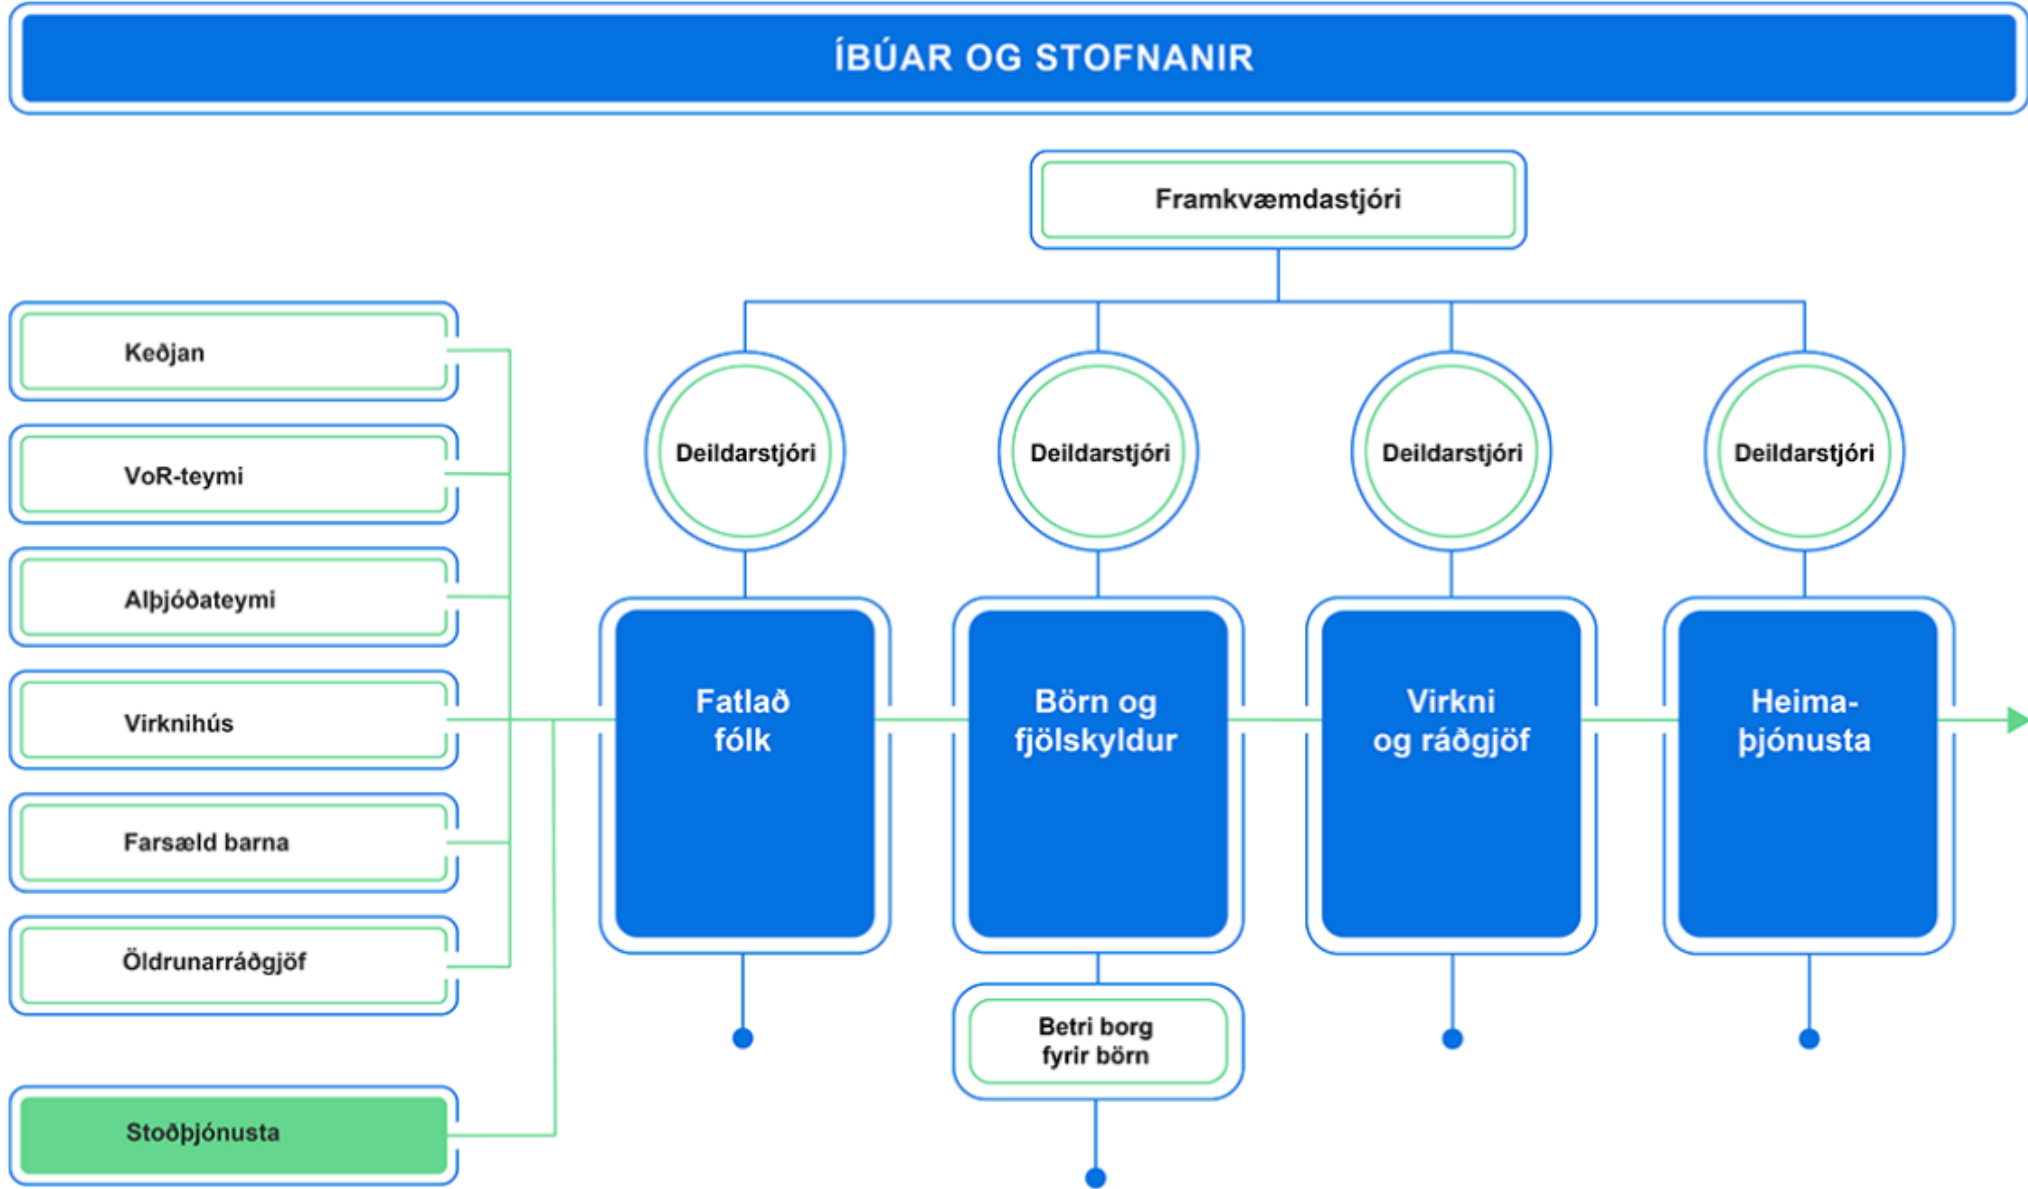 ÍBÚAR OG STOFNANIR
Framkvæmdastjóri
Keðjan
VoR-teymi
Alþjóðateymi
Virknihús
Farsæld barna
Öldrunarráðgjöf
Stoðþjónusta
Deildarstjóri
Deildarstjóri
Deildarstjóri
Deildarstjóri
Fatlað
fólk
Börn og
fjölskyldur
Virkni
og ráðgjöf
Heima-
þjónusta
Betri borg
fyrir börn